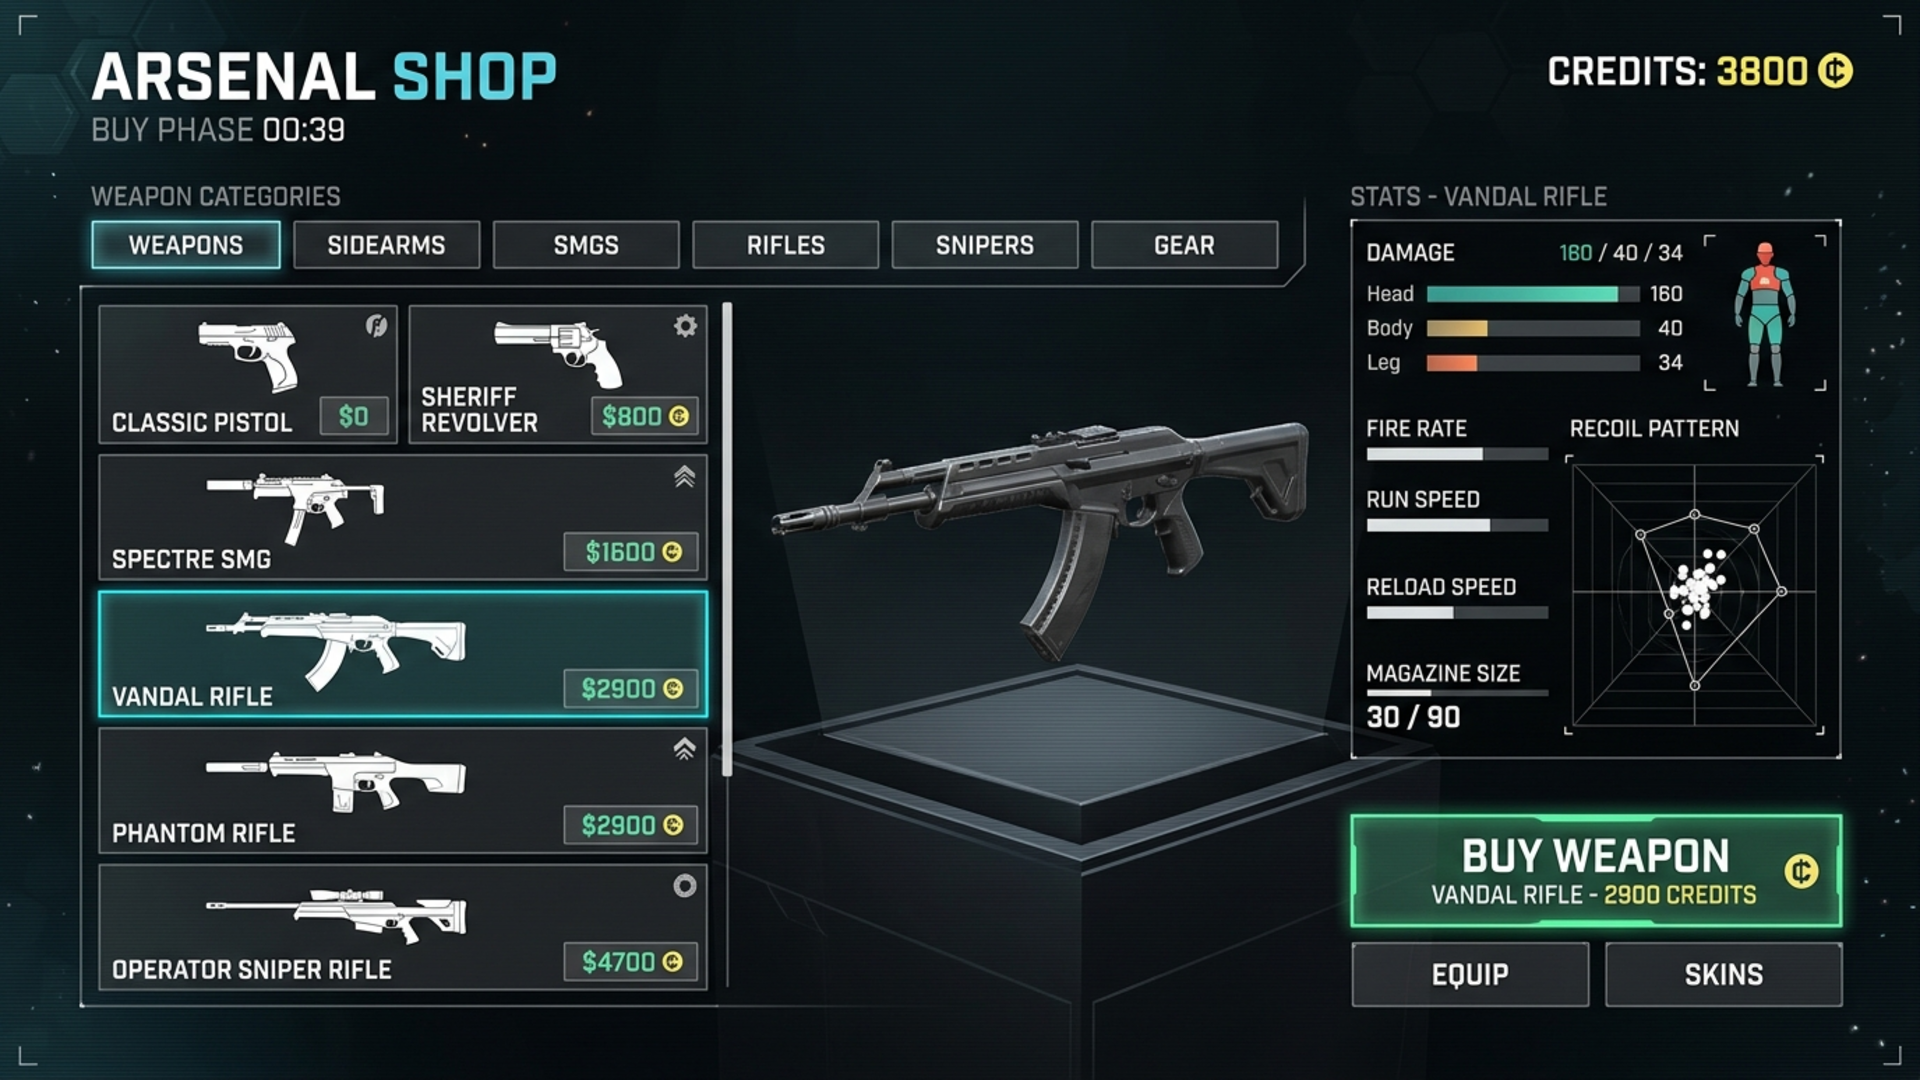 ARSENAL SHOP
BUY PHASE 00:39
CREDITS: 3800
WEAPON CATEGORIES
WEAPONS
SIDEARMS
SMGS
RIFLES
SNIPERS
GEAR
CLASSIC PISTOL
$0
SHERIFF
REVOLVER
$800
SPECTRE SMG
$1600
VANDAL RIFLE
$2900
PHANTOM RIFLE
$2900
OPERATOR SNIPER RIFLE
$4700
STATS - VANDAL RIFLE
DAMAGE 160 / 40 / 34
Head 160
Body 40
Leg 34
FIRE RATE
RECOIL PATTERN
RUN SPEED
RELOAD SPEED
MAGAZINE SIZE
30 / 90
BUY WEAPON
VANDAL RIFLE - 2900 CREDITS
EQUIP
SKINS